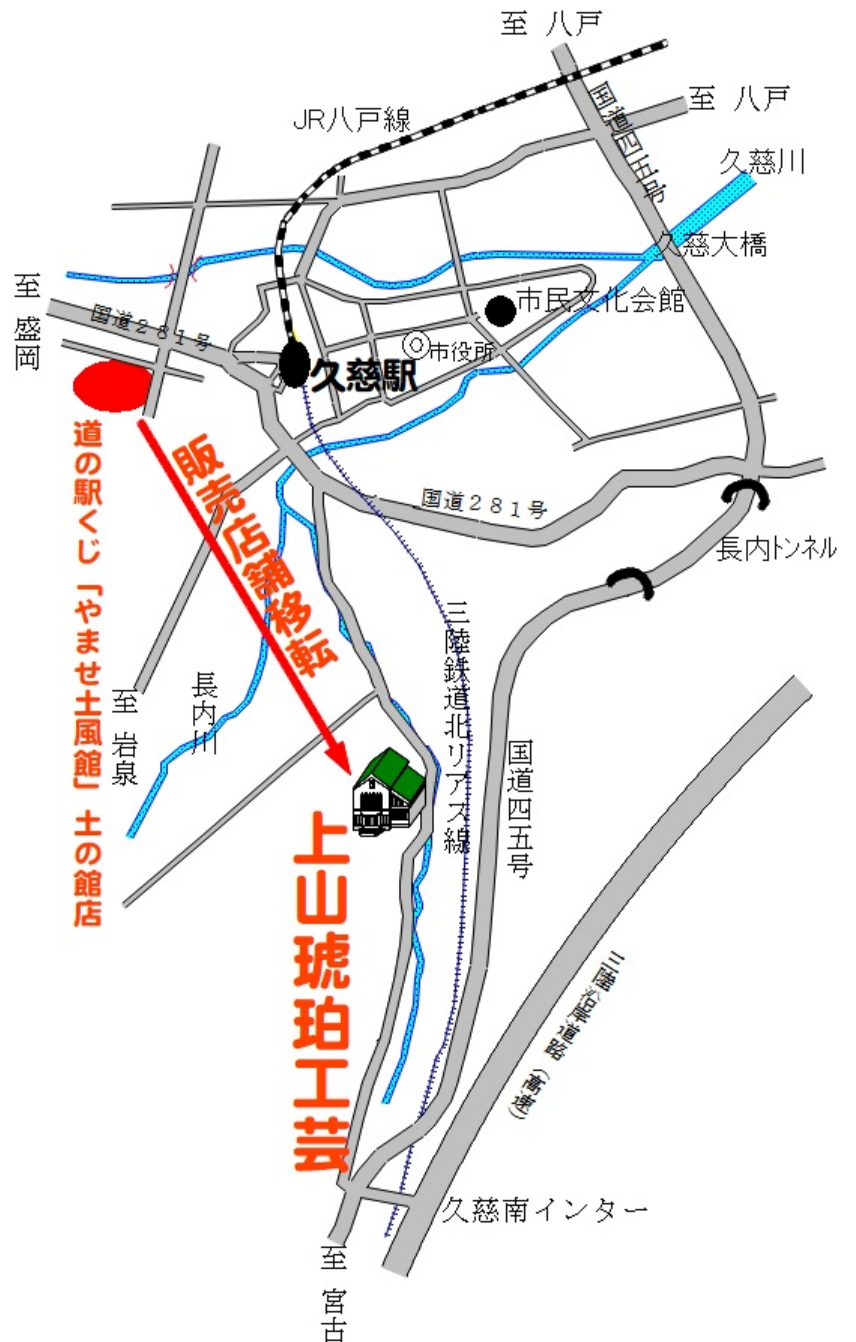 至 八戸
至 八戸
JR八戸線
国道四五号
久慈川
久慈大橋
至 盛岡
国道281号
市民文化会館
市役所
久慈駅
道の駅くじ「やませ土風館」土の館店
販売店舗移転
国道281号
長内トンネル
三陸鉄道北リアス線
至 岩泉
長内川
国道四五号
上山琥珀工芸
三陸沿岸道路(高速)
久慈南インター
至 宮古